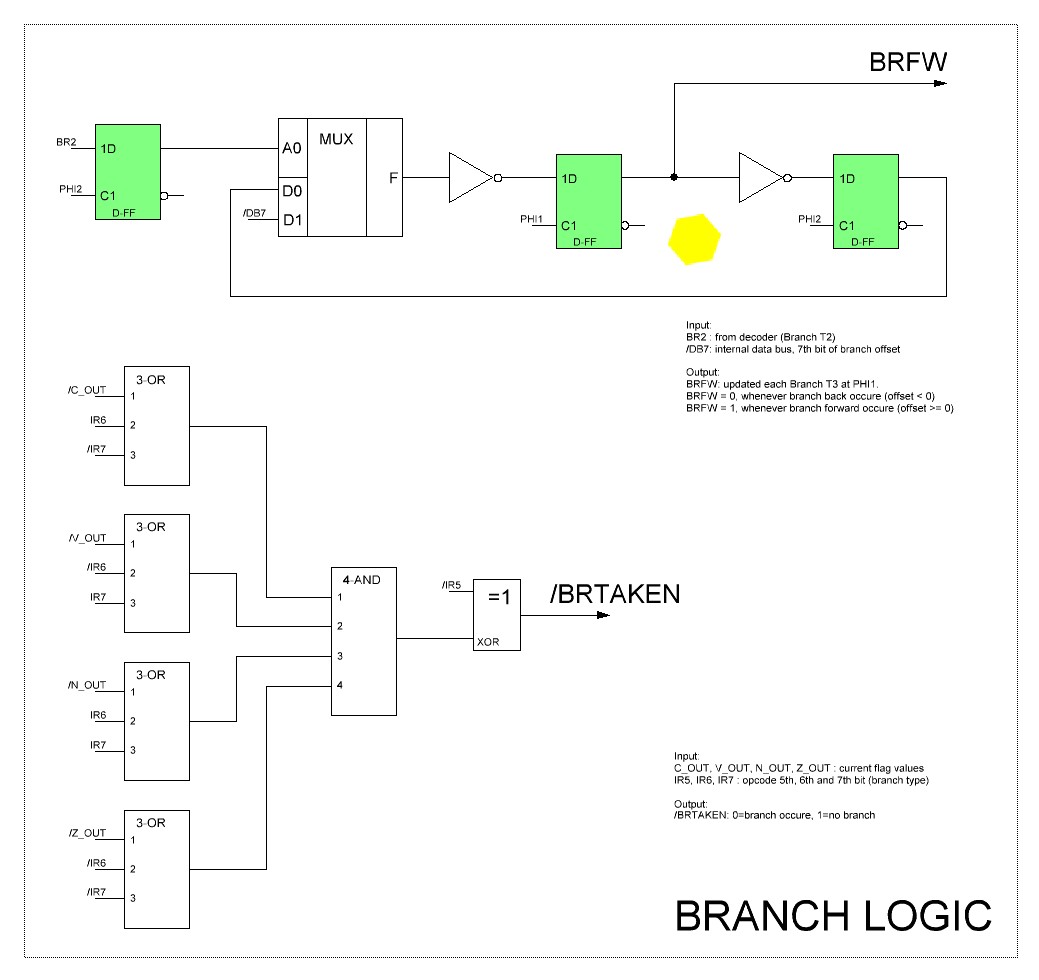 BRFW
BR2
1D
PHI2
C1
D-FF
A0
MUX
D0
F
/DB7
D1
1D
PHI1
C1
D-FF
1D
PHI2
C1
D-FF
Input:
BR2 : from decoder (Branch T2)
/DB7: internal data bus, 7th bit of branch offset
Output:
BRFW: updated each Branch T3 at PHI1.
BRFW = 0, whenever branch back occure (offset < 0)
BRFW = 1, whenever branch forward occure (offset >= 0)
3-OR
/C_OUT 1
IR6 2
/IR7 3
3-OR
/V_OUT 1
/IR6 2
IR7 3
3-OR
/N_OUT 1
IR6 2
IR7 3
3-OR
/Z_OUT 1
/IR6 2
/IR7 3
4-AND
1
2
3
4
/IR5
=1
XOR
/BRTAKEN
Input:
C_OUT, V_OUT, N_OUT, Z_OUT : current flag values
IR5, IR6, IR7 : opcode 5th, 6th and 7th bit (branch type)
Output:
/BRTAKEN: 0=branch occure, 1=no branch
BRANCH LOGIC